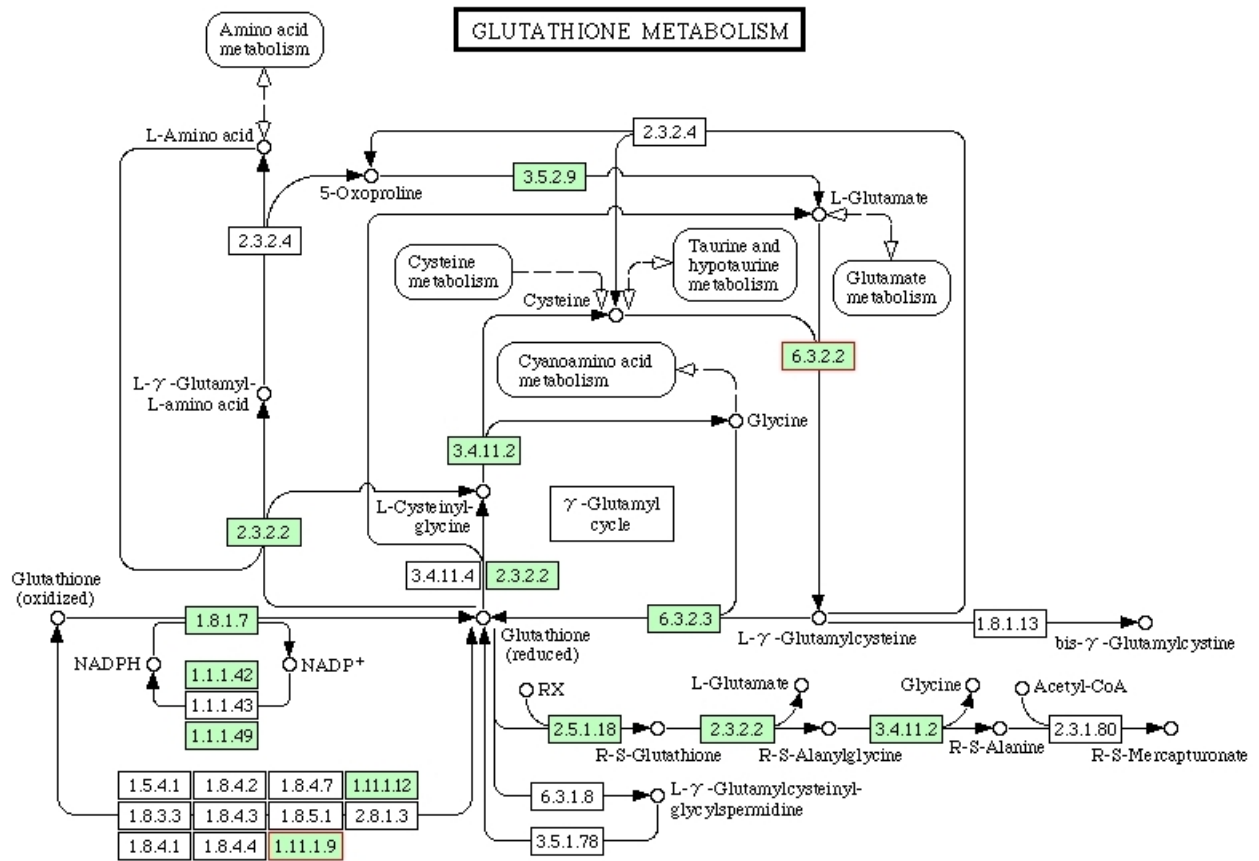 GLUTATHIONE METABOLISM
Amino acid
metabolism
L-Amino acid
2.3.2.4
5-Oxoproline
3.5.2.9
L-Glutamate
2.3.2.4
Cysteine
metabolism
Taurine and
hypotaurine
metabolism
Glutamate
metabolism
Cysteine
6.3.2.2
Cyanoamino acid
metabolism
L-γ-Glutamyl-
L-amino acid
Glycine
3.4.11.2
L-Cysteinyl-
glycine
γ-Glutamyl
cycle
2.3.2.2
3.4.11.4
2.3.2.2
Glutathione
(oxidized)
1.8.1.7
Glutathione
(reduced)
6.3.2.3
L-γ-Glutamylcysteine
1.8.1.13
bis-γ-Glutamylcystine
NADPH
NADP+
1.1.1.42
1.1.1.43
1.1.1.49
RX
L-Glutamate
Glycine
Acetyl-CoA
2.5.1.18
2.3.2.2
3.4.11.2
2.3.1.80
R-S-Glutathione
R-S-Alanylglycine
R-S-Alanine
R-S-Mercapturonate
1.5.4.1 1.8.4.2 1.8.4.7 1.11.1.12
1.8.3.3 1.8.4.3 1.8.5.1 2.8.1.3
1.8.4.1 1.8.4.4 1.11.1.9
6.3.1.8
L-γ-Glutamylcysteinyl-
glycylspermidine
3.5.1.78